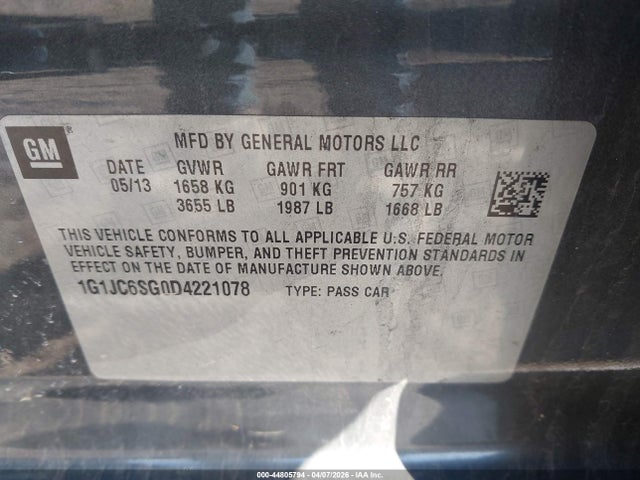 GM
MFD BY GENERAL MOTORS LLC
DATE GVWR GAWR FRT GAWR RR
05/13 1658 KG 901 KG 757 KG
3655 LB 1987 LB 1668 LB
THIS VEHICLE CONFORMS TO ALL APPLICABLE U.S. FEDERAL MOTOR
VEHICLE SAFETY, BUMPER, AND THEFT PREVENTION STANDARDS IN
EFFECT ON THE DATE OF MANUFACTURE SHOWN ABOVE.
1G1JC6SG0D4221078 TYPE: PASS CAR
000-44805794 - 04/07/2026 - IAA Inc.